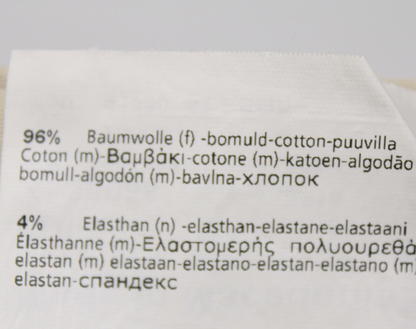 96% Baumwolle (f) -bomuld-cotton-puuvilla
Coton (m)-Βαμβάκι-cotone (m)-katoen-algodão
bomull-algodón (m)-bavlna-хлопок
4% Elasthan (n) -elasthan-elastane-elastaani
Élasthanne (m)-Ελαστομερής πολυουρεθά
elastan (m) elastaan-elastano-elastan-elastano (m)
elastan-спандекс